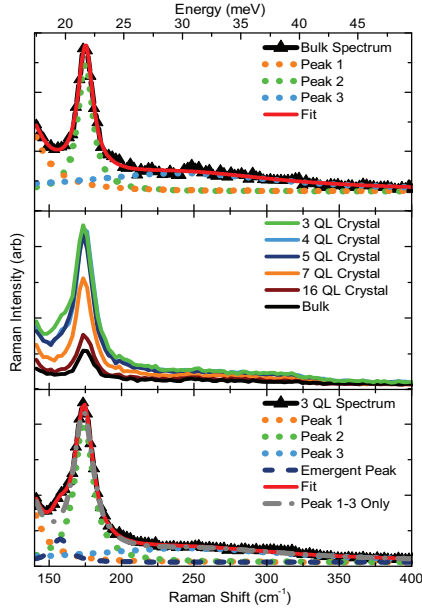 Energy (meV)
20 25 30 35 40 45
Bulk Spectrum
Peak 1
Peak 2
Peak 3
Fit
Raman Intensity (arb)
3 QL Crystal
4 QL Crystal
5 QL Crystal
7 QL Crystal
16 QL Crystal
Bulk
3 QL Spectrum
Peak 1
Peak 2
Peak 3
Emergent Peak
Fit
Peak 1-3 Only
150 200 250 300 350 400
Raman Shift (cm⁻¹)